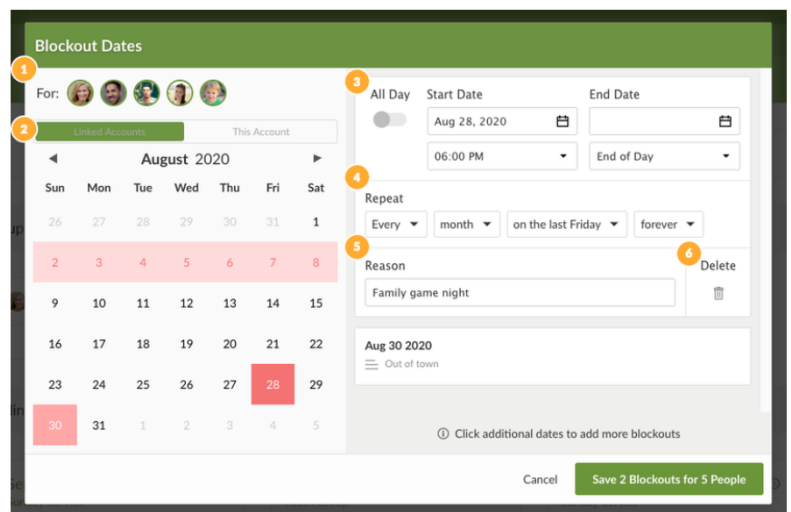 Blockout Dates
1
For:
2
Linked Accounts This Account
August 2020
Sun Mon Tue Wed Thu Fri Sat
26 27 28 29 30 31 1
2 3 4 5 6 7 8
9 10 11 12 13 14 15
16 17 18 19 20 21 22
23 24 25 26 27 28 29
30 31 1 2 3 4 5
3
All Day Start Date End Date
Aug 28, 2020
06:00 PM End of Day
4
Repeat
Every month on the last Friday forever
5 6
Reason Delete
Family game night
Aug 30 2020
Out of town
Click additional dates to add more blockouts
Cancel Save 2 Blockouts for 5 People